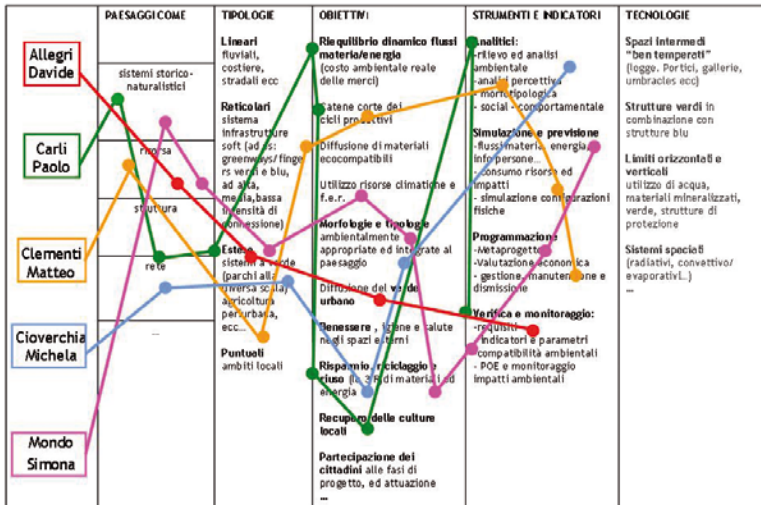 PAESAGGI COME
TIPOLOGIE
OBIETTIVI
STRUMENTI E INDICATORI
TECNOLOGIE
Allegri
Davide
Carli
Paolo
Clementi
Matteo
Cioverchia
Michela
Mondo
Simona
sistemi storico-
naturalistici
risorsa
struttura
rete
...
Lineari
fluviali,
costiere,
stradali ecc
Reticolari
sistema
infrastrutture
soft (ad es:
greenways/finge
rs verdi e blu,
ad alta,
media,bassa
intensità di
connessione)
Estese
sistemi a verde
(parchi alla
diversa scala)
agricoltura
periurbana,
ecc...
Puntuali
ambiti locali
Riequilibrio dinamico flussi
materia/energia
(costo ambientale reale
delle merci)
Catene corte dei
cicli produttivi
Diffusione di materiali
ecocompatibili
Utilizzo risorse climatiche e
f.e.r.
Morfologie e tipologie
ambientalmente
appropriate ed integrate al
paesaggio
Diffusione del verde
urbano
Benessere , igiene e salute
negli spazi esterni
Risparmio, riciclaggio e
riuso (le 3 R) di materiali ed
energia
Recupero delle culture
locali
Partecipazione dei
cittadini alle fasi di
progetto, ed attuazione
...
Analitici:
-rilievo ed analisi
ambientale
- analisi percettiva
- morfotipologica
- social - comportamentale
Simulazione e previsione
-flussi materia, energia,
info persone...
- consumo risorse ed
impatti
- simulazione configurazioni
fisiche
Programmazione
-Metaprogetto
-Valutazione economica
- gestione, manutenzione e
dismissione
Verifica e monitoraggio:
-requisiti
- indicatori e parametri
compatibilità ambientali
- POE e monitoraggio
impatti ambientali
Spazi intermedi
"ben temperati"
(logge. Portici, gallerie,
umbracles ecc)
Strutture verdi in
combinazione con
strutture blu
Limiti orizzontali e
verticali
utilizzo di acqua,
materiali mineralizzati,
verde, strutture di
protezione
Sistemi speciali
(radiativi, convettivo/
evaporativi...)
...